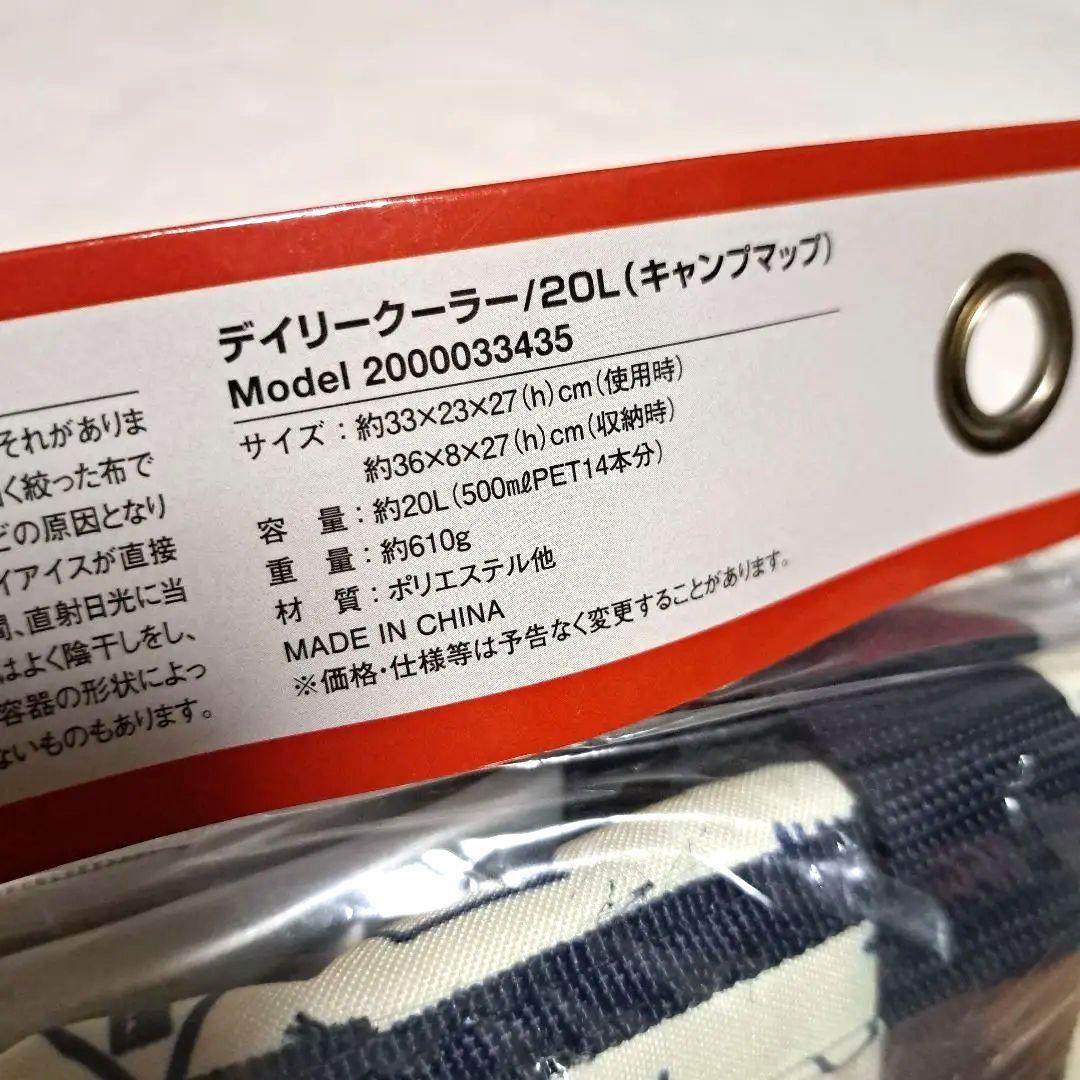 デイリークーラー/20L(キャンプマップ)
Model 2000033435
サイズ:約33×23×27(h)cm(使用時)
約36×8×27(h)cm(収納時)
容 量:約20L(500mℓPET14本分)
重 量:約610g
材 質:ポリエステル他
MADE IN CHINA
※価格・仕様等は予告なく変更することがあります。
それがありま
く絞った布で
どの原因となり
イアイスが直接
間、直射日光に当
はよく陰干しをし、
容器の形状によっ
ないものもあります。